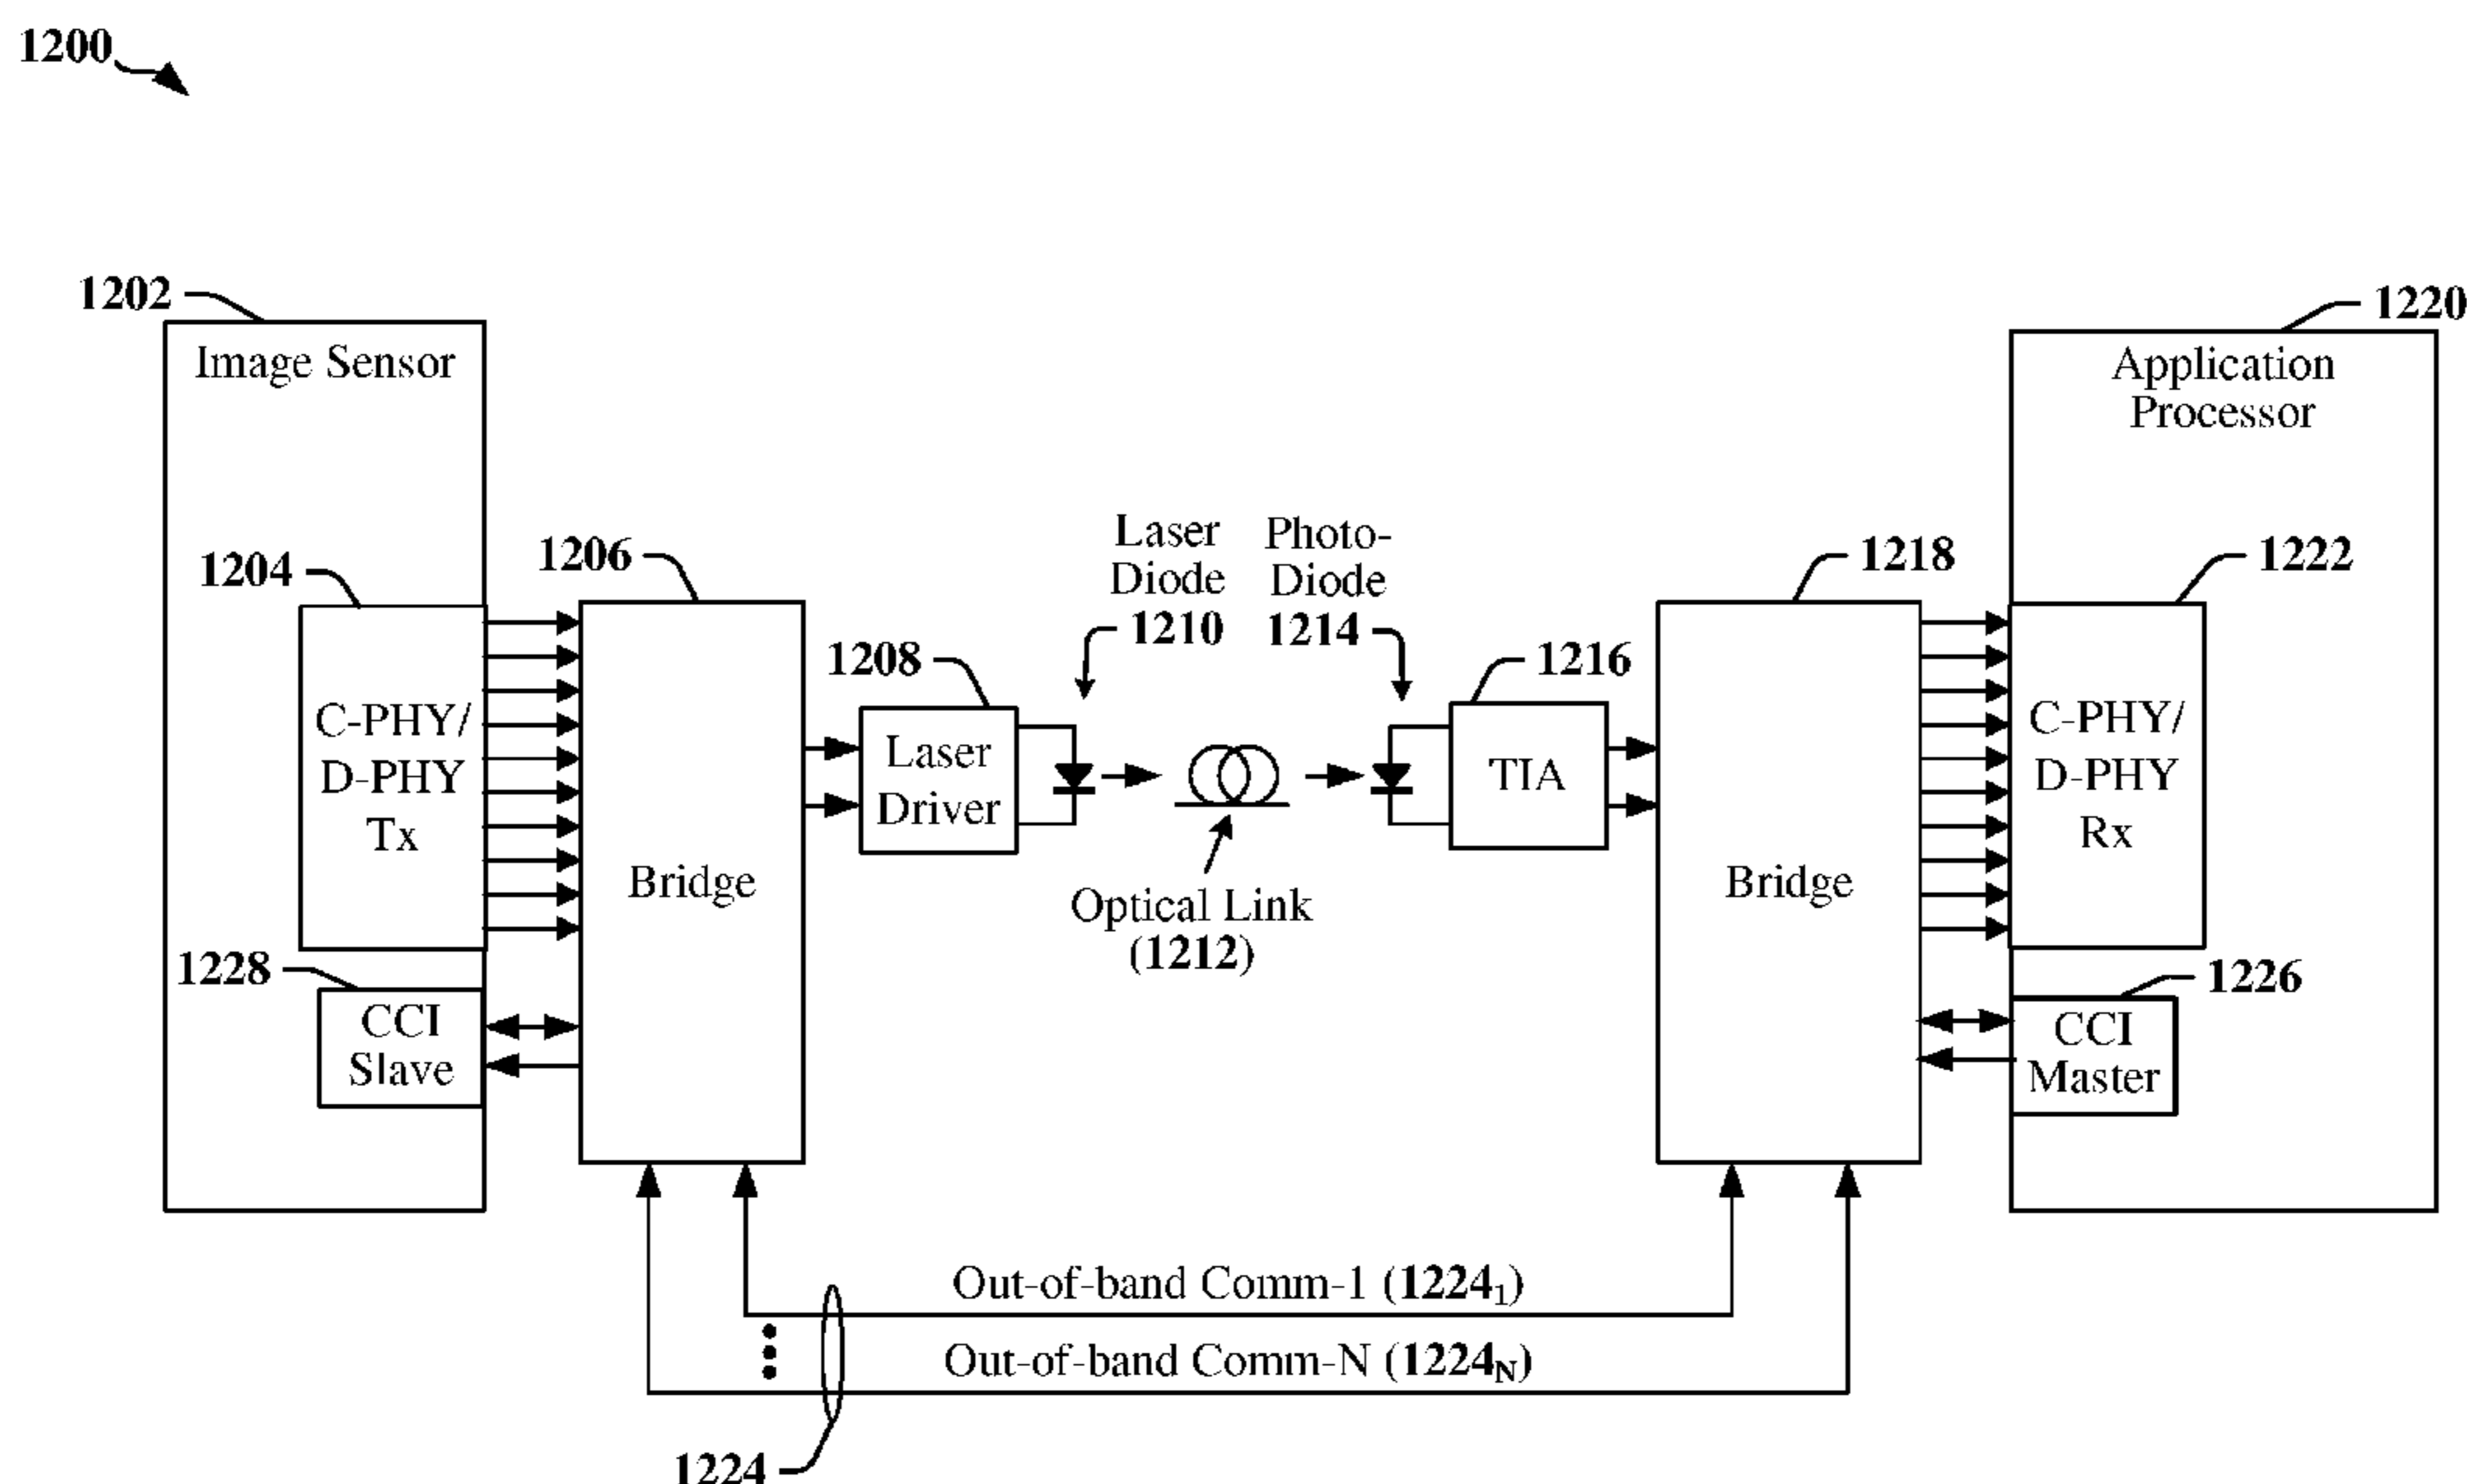 1200
1202
Image Sensor
1204
C-PHY/
D-PHY
Tx
1228
CCI
Slave
1206
Bridge
1208
Laser
Driver
Laser
Diode
1210
Photo-
Diode
1214
Optical Link
(1212)
1216
TIA
1218
Bridge
1220
Application
Processor
1222
C-PHY/
D-PHY
Rx
1226
CCI
Master
Out-of-band Comm-1 (1224₁)
Out-of-band Comm-N (1224N)
1224